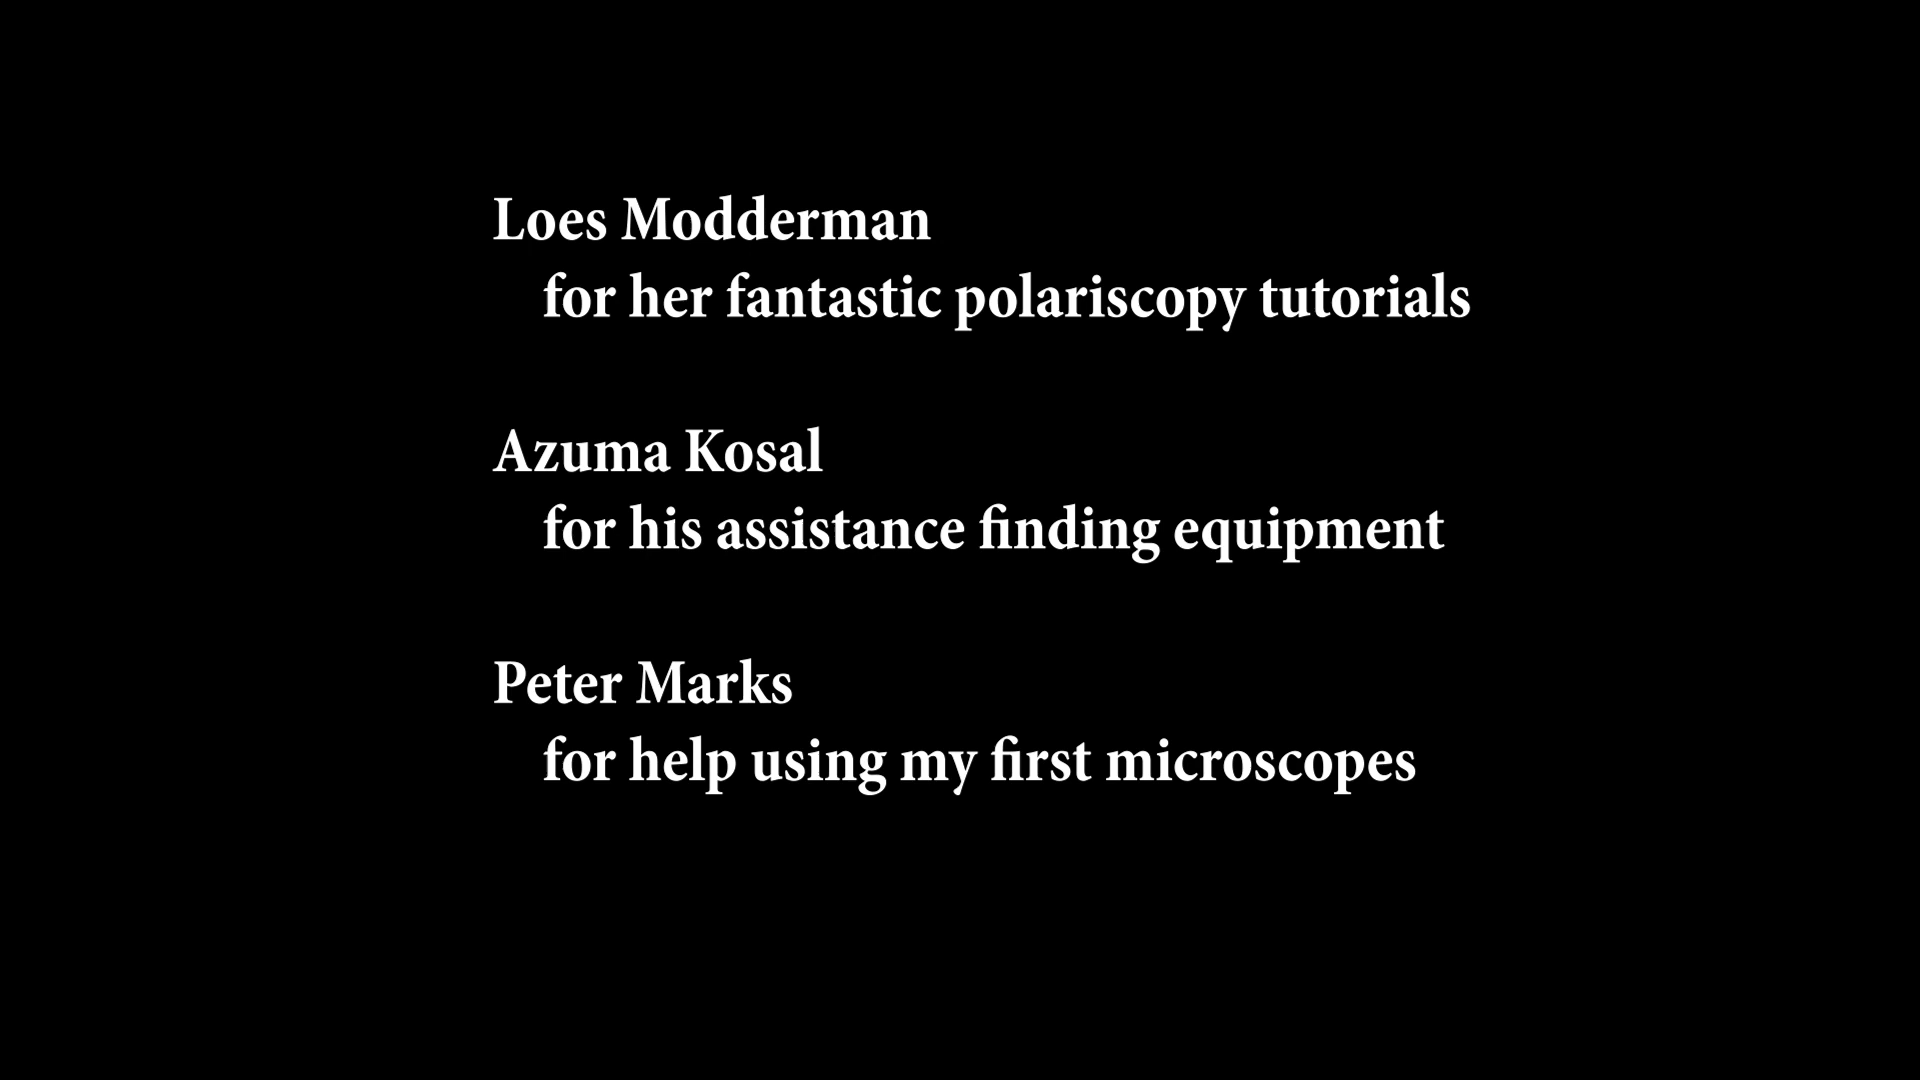 Loes Modderman
for her fantastic polariscopy tutorials
Azuma Kosal
for his assistance finding equipment
Peter Marks
for help using my first microscopes